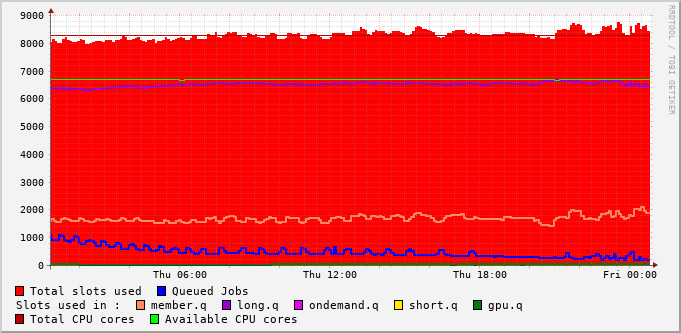 9000
8000
7000
6000
5000
4000
3000
2000
1000
0
Thu 06:00 Thu 12:00 Thu 18:00 Fri 00:00
RRDTOOL / TOBI OETIKER
Total slots used Queued Jobs
Slots used in : member.q long.q ondemand.q short.q gpu.q
Total CPU cores Available CPU cores